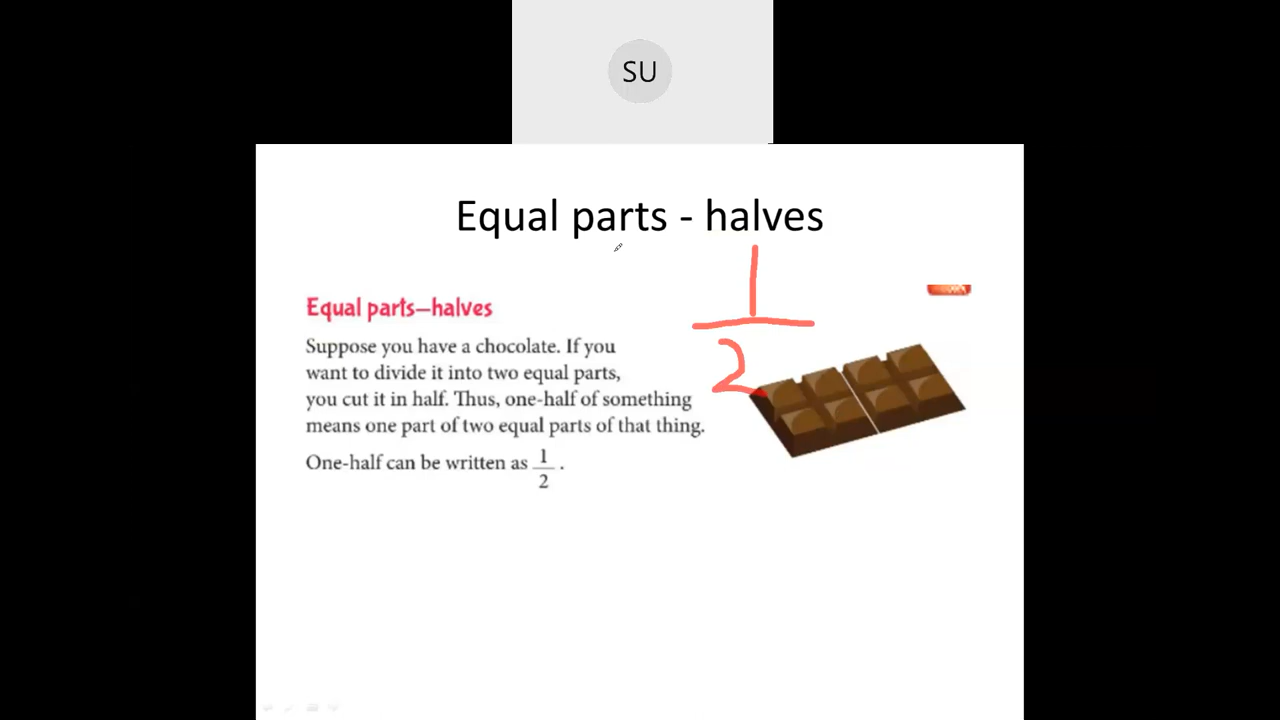 SU
Equal parts - halves
Equal parts–halves
Suppose you have a chocolate. If you
want to divide it into two equal parts,
you cut it in half. Thus, one-half of something
means one part of two equal parts of that thing.
One-half can be written as 1/2 .
1
2